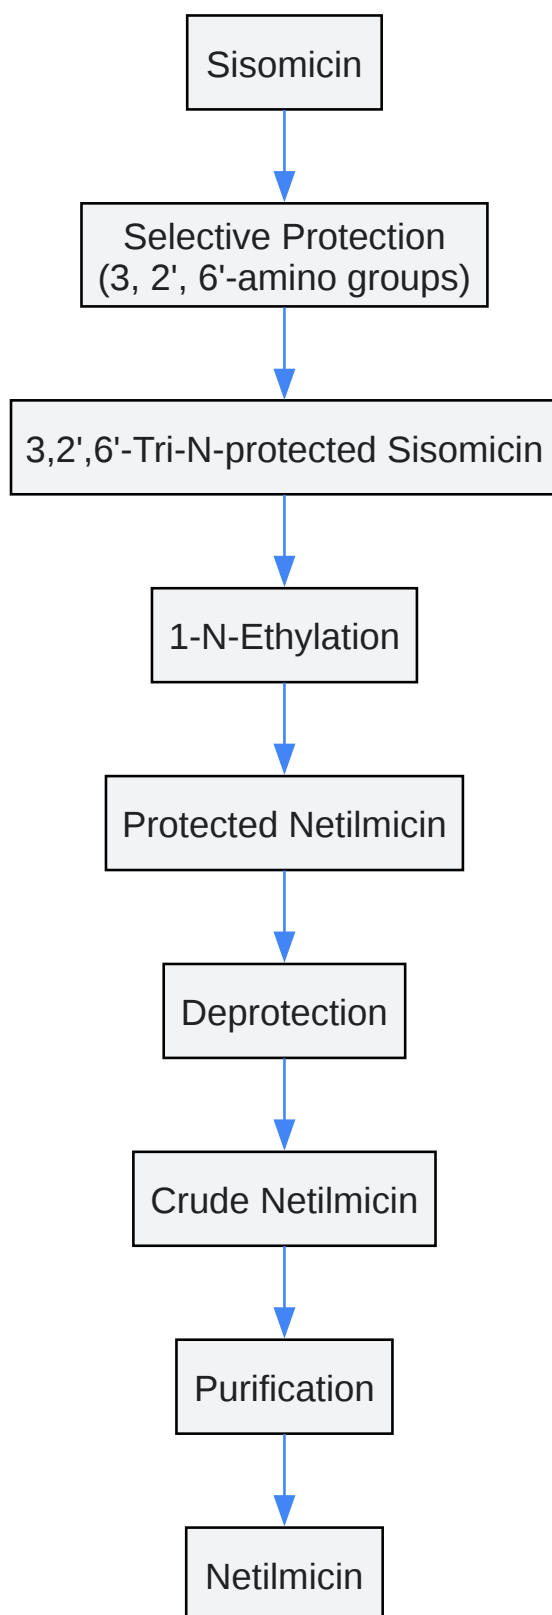 Sisomicin
Selective Protection
(3, 2', 6'-amino groups)
3,2',6'-Tri-N-protected Sisomicin
1-N-Ethylation
Protected Netilmicin
Deprotection
Crude Netilmicin
Purification
Netilmicin